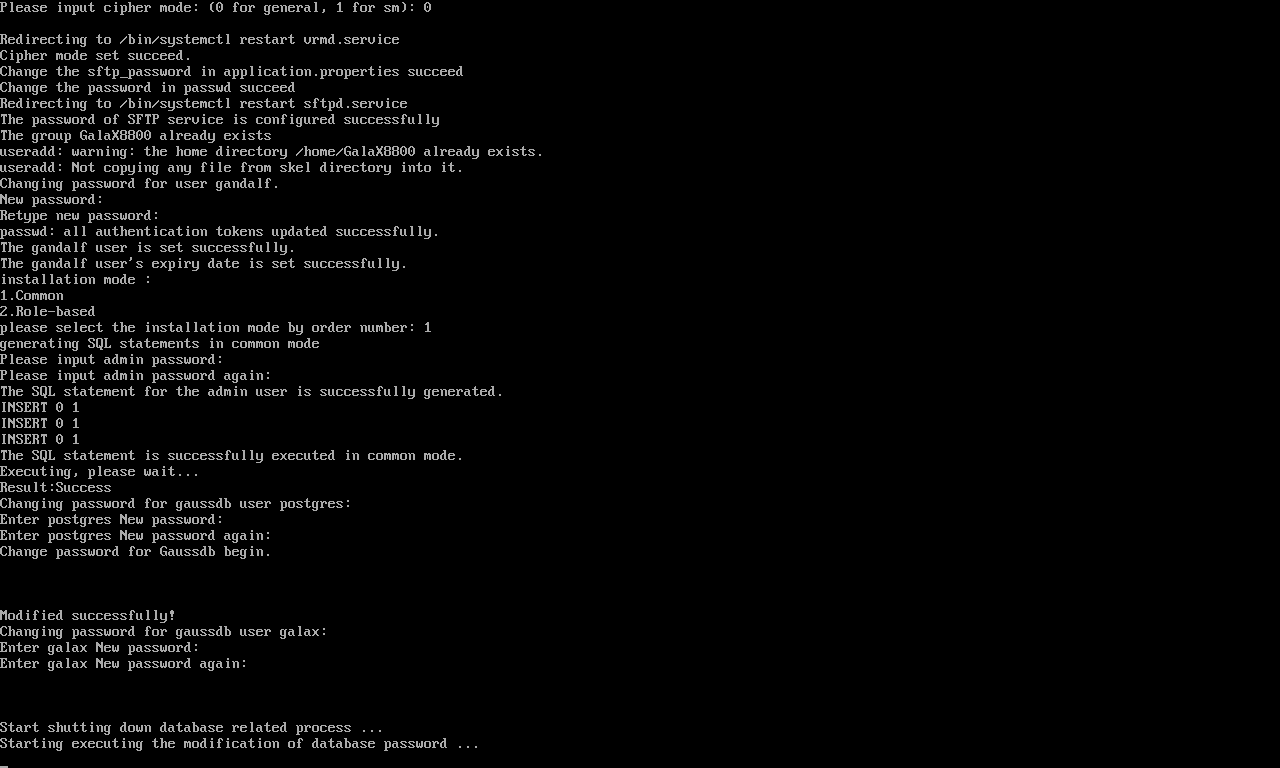 Please input cipher mode: (0 for general, 1 for sm): 0
Redirecting to /bin/systemctl restart vrmd.service
Cipher mode set succeed.
Change the sftp_password in application.properties succeed
Change the password in passwd succeed
Redirecting to /bin/systemctl restart sftpd.service
The password of SFTP service is configured successfully
The group GalaX8800 already exists
useradd: warning: the home directory /home/GalaX8800 already exists.
useradd: Not copying any file from skel directory into it.
Changing password for user gandalf.
New password:
Retype new password:
passwd: all authentication tokens updated successfully.
The gandalf user is set successfully.
The gandalf user's expiry date is set successfully.
installation mode :
1.Common
2.Role-based
please select the installation mode by order number: 1
generating SQL statements in common mode
Please input admin password:
Please input admin password again:
The SQL statement for the admin user is successfully generated.
INSERT 0 1
INSERT 0 1
INSERT 0 1
The SQL statement is successfully executed in common mode.
Executing, please wait...
Result:Success
Changing password for gaussdb user postgres:
Enter postgres New password:
Enter postgres New password again:
Change password for Gaussdb begin.
Modified successfully!
Changing password for gaussdb user galax:
Enter galax New password:
Enter galax New password again:
Start shutting down database related process ...
Starting executing the modification of database password ...